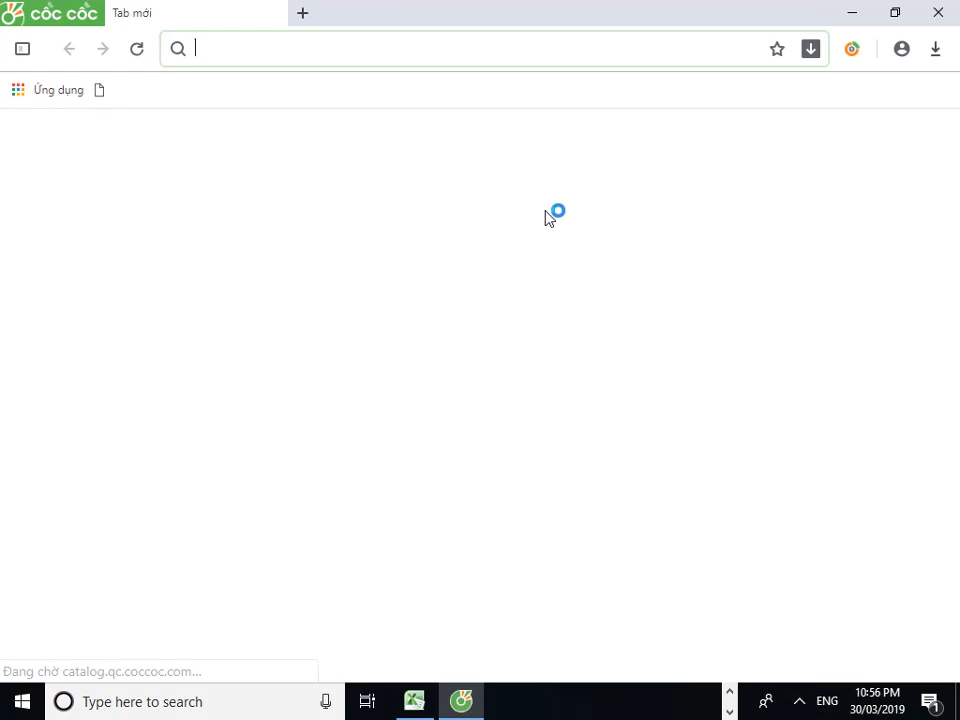 cốc cốc
Tab mới
Ứng dụng
Đang chờ catalog.qc.coccoc.com...
Type here to search
ENG
10:56 PM
30/03/2019
1